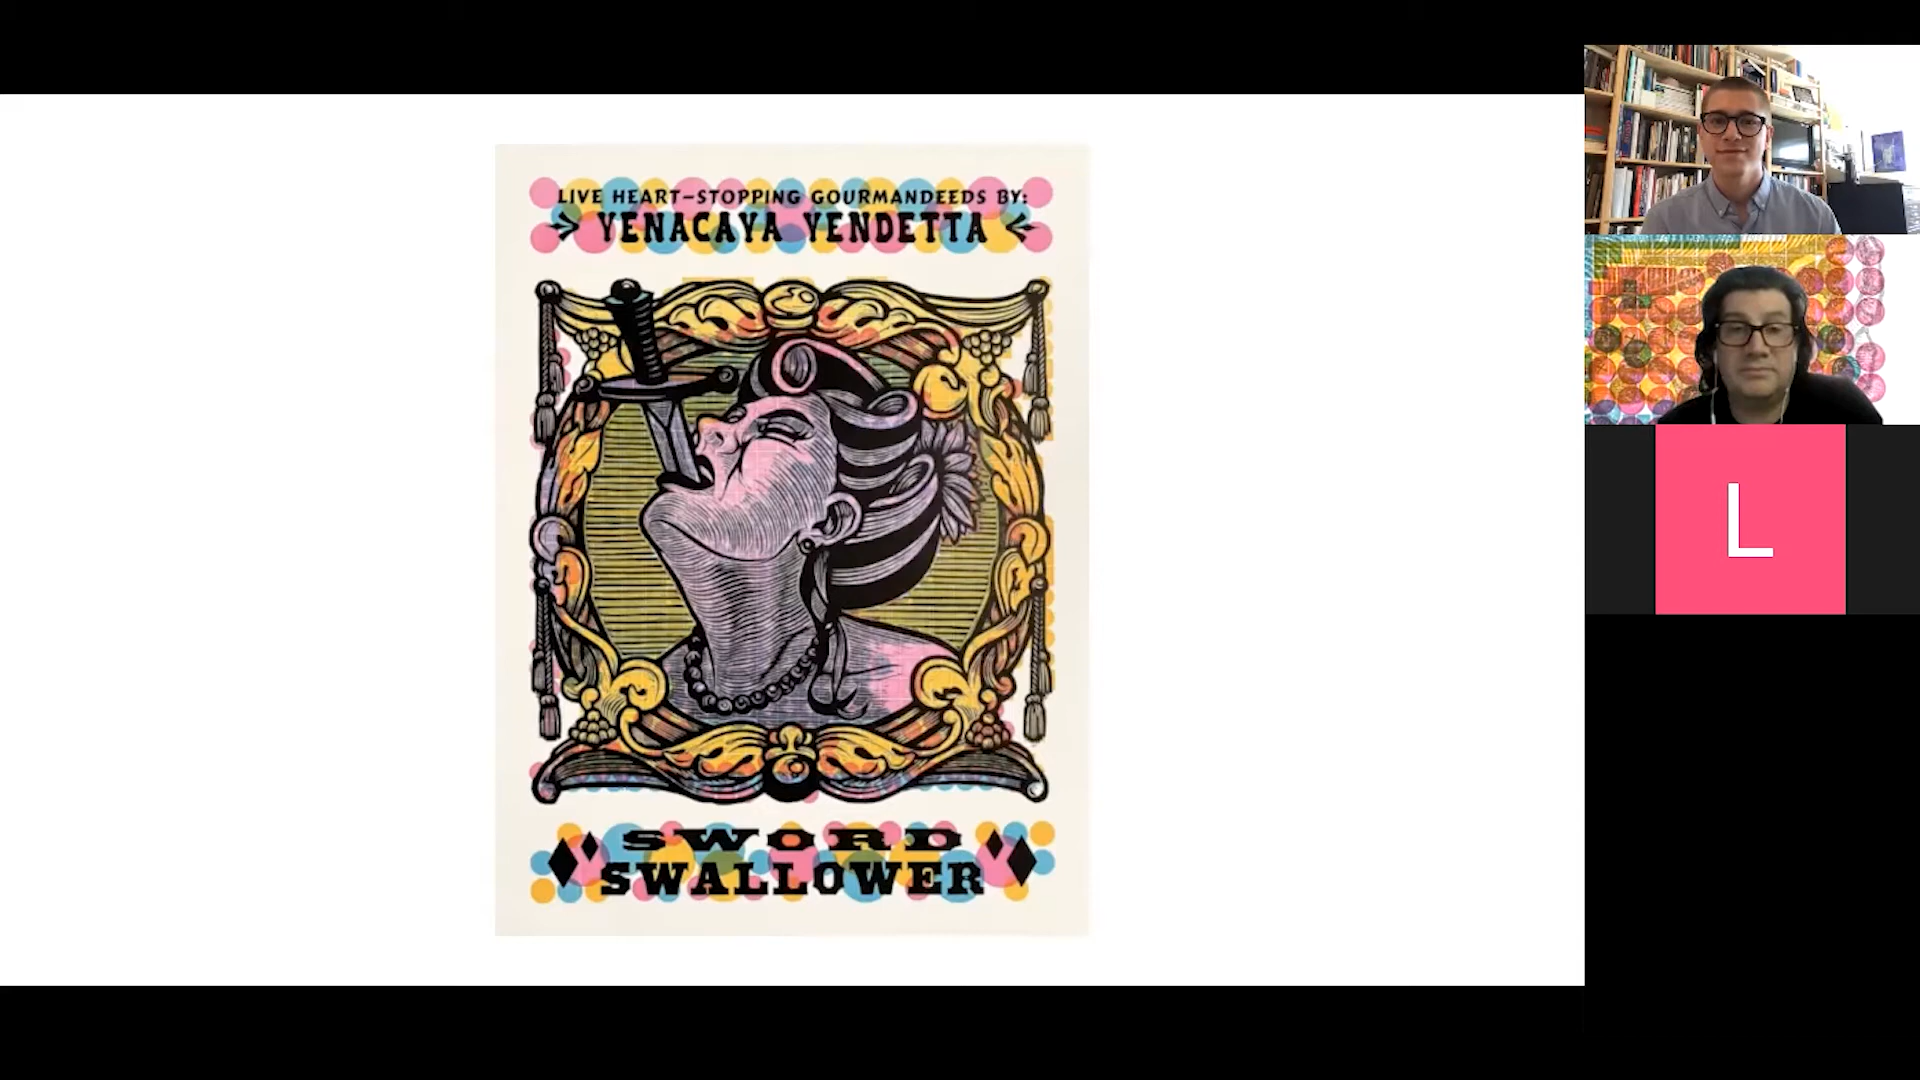 LIVE HEART-STOPPING GOURMANDEEDS BY:
YENACAYA YENDETTA
SWORD
SWALLOWER
L